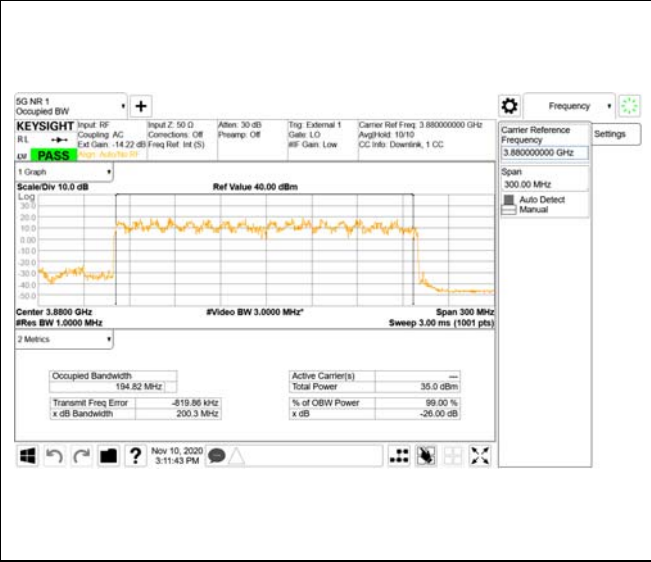 5G NR 1
Occupied BW
+
Frequency
KEYSIGHT
Input: RF
Input Z: 50 Ω
Atten: 30 dB
Trig: External 1
Carrier Ref Freq: 3.880000000 GHz
RL
Coupling: AC
Corrections: Off
Preamp: Off
Gate: LO
Avg|Hold: 10/10
Ext Gain: -14.22 dB
Freq Ref: Int (S)
#IF Gain: Low
CC Info: Downlink, 1 CC
PASS
Align: Auto/No RF
Carrier Reference
Frequency
3.880000000 GHz
Settings
Span
300.00 MHz
Auto Detect
Manual
1 Graph
Scale/Div 10.0 dB
Ref Value 40.00 dBm
Log
30.0
20.0
10.0
0.00
-10.0
-20.0
-30.0
-40.0
-50.0
Center 3.8800 GHz
#Video BW 3.0000 MHz*
Span 300 MHz
#Res BW 1.0000 MHz
Sweep 3.00 ms (1001 pts)
2 Metrics
Occupied Bandwidth
194.82 MHz
Active Carrier(s)
—
Total Power
35.0 dBm
Transmit Freq Error
-819.86 kHz
% of OBW Power
99.00 %
x dB Bandwidth
200.3 MHz
x dB
-26.00 dB
?
Nov 10, 2020
3:11:43 PM